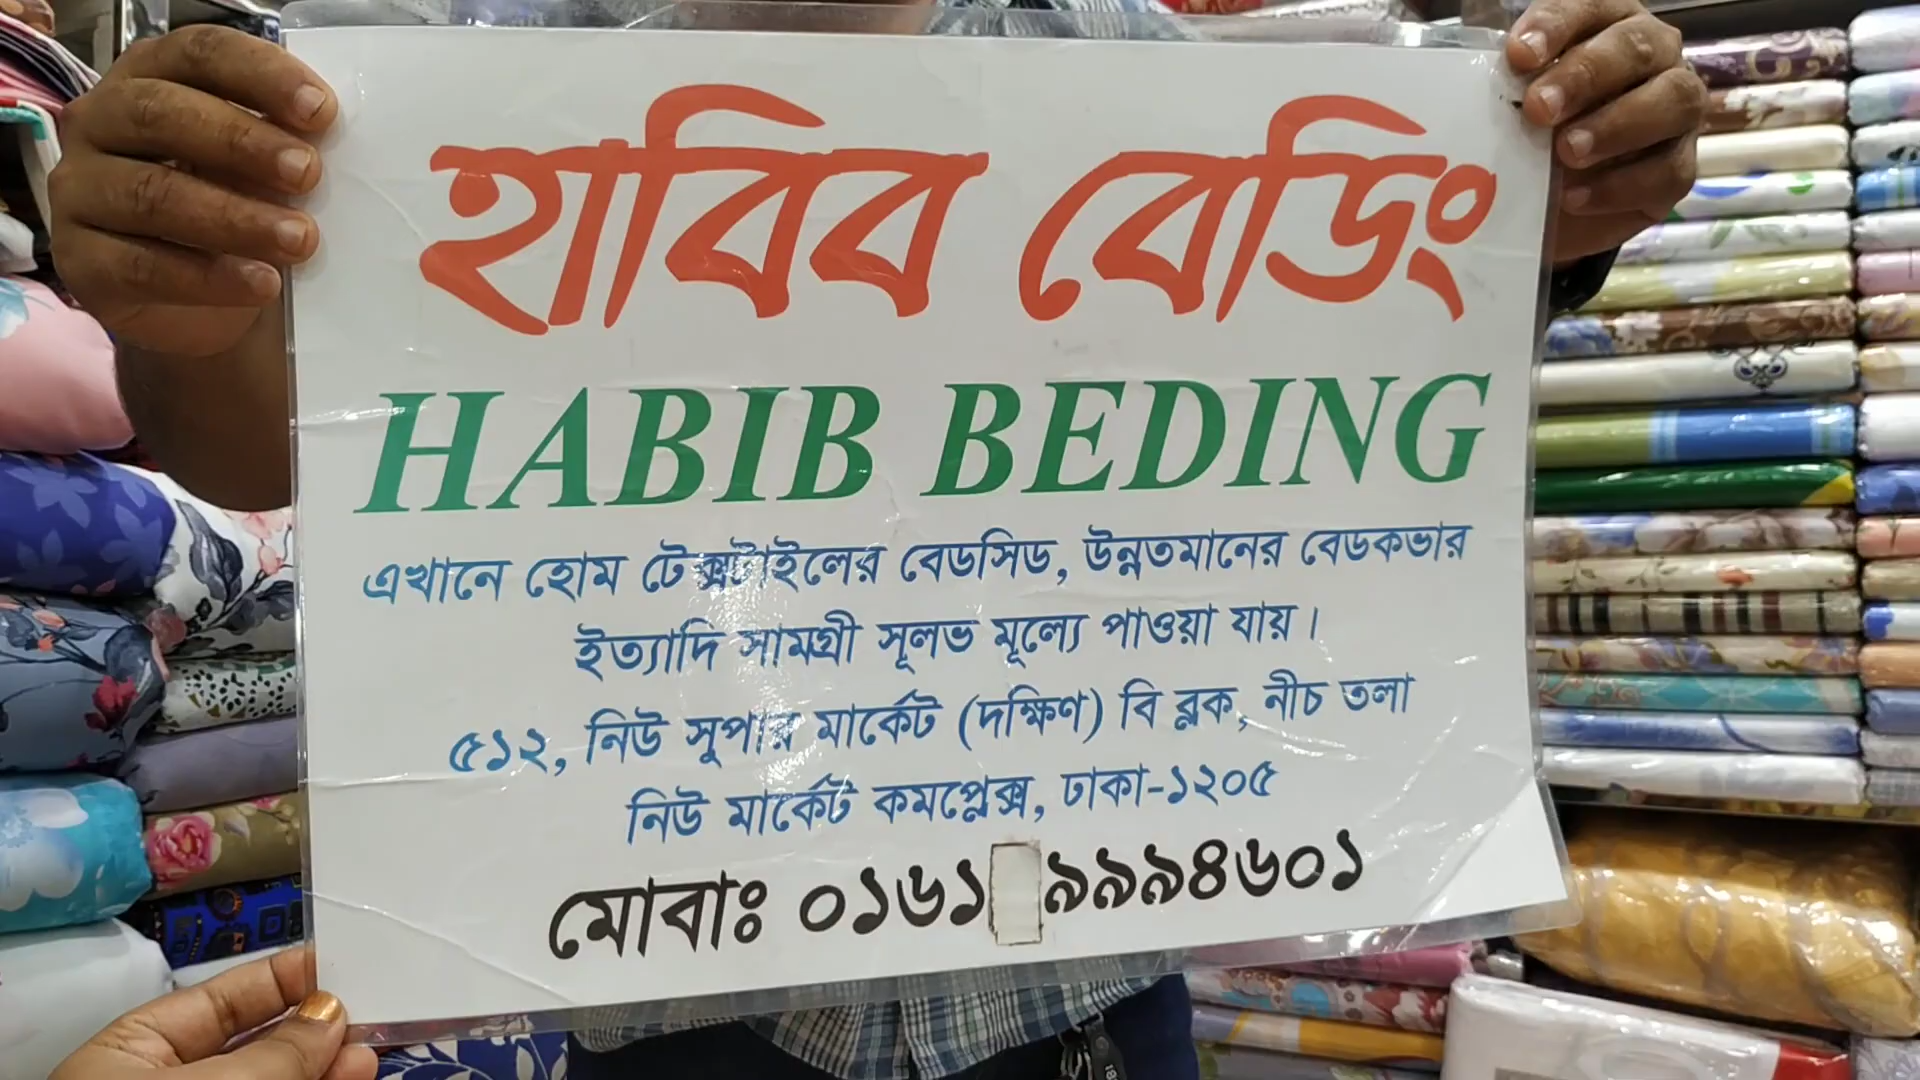 হাবিব বেডিং
HABIB BEDING
এখানে হোম টেক্সটাইলের বেডসিড, উন্নতমানের বেডকভার
ইত্যাদি সামগ্রী সূলভ মূল্যে পাওয়া যায়।
৫১২, নিউ সুপার মার্কেট (দক্ষিণ) বি ব্লক, নীচ তলা
নিউ মার্কেট কমপ্লেক্স, ঢাকা-১২০৫
মোবাঃ ০১৬১ ৯৯৯৪৬০১